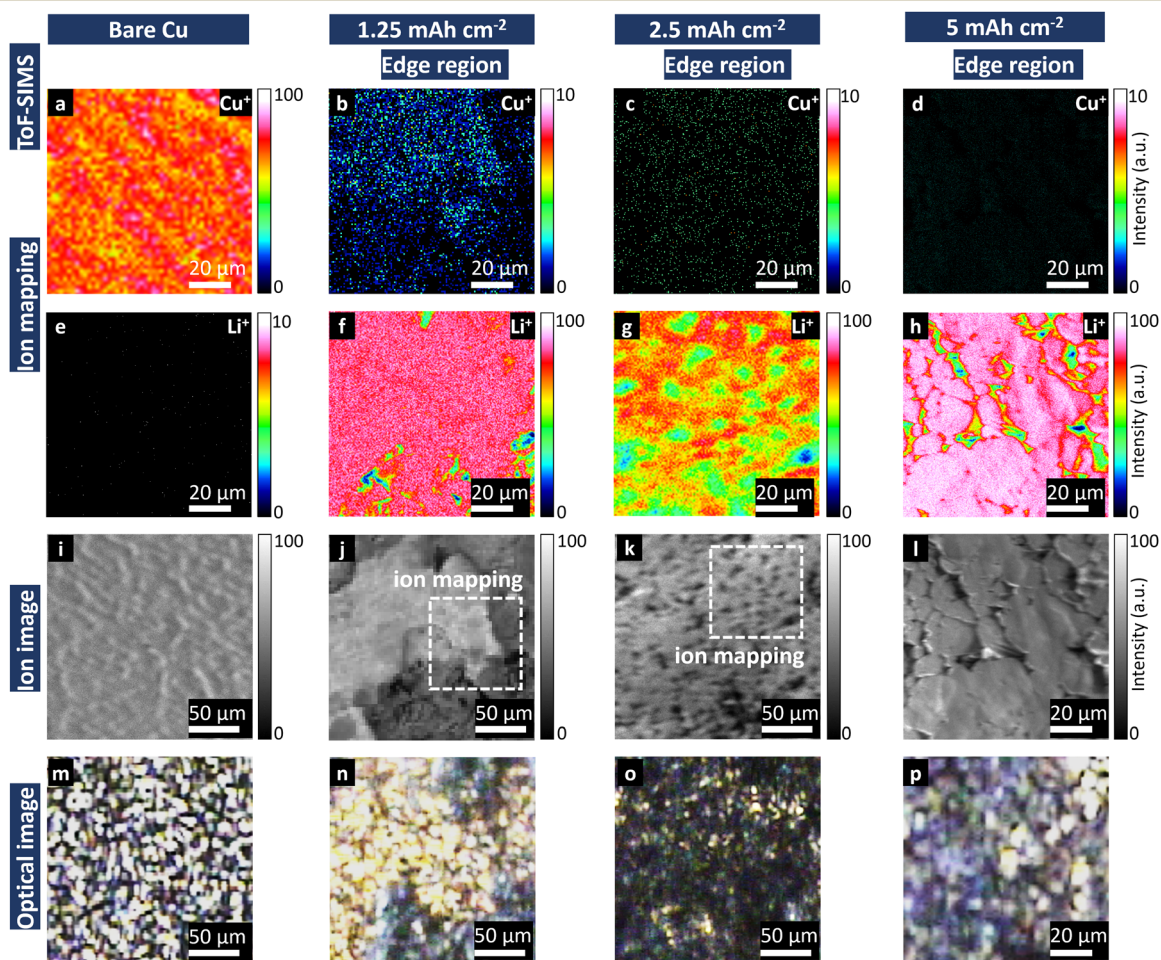 Bare Cu
1.25 mAh cm⁻²
2.5 mAh cm⁻²
5 mAh cm⁻²
Edge region
Edge region
Edge region
ToF-SIMS
Ion mapping
a
Cu⁺
20 µm
100
0
b
Cu⁺
20 µm
10
0
c
Cu⁺
20 µm
10
0
d
Cu⁺
20 µm
10
0
Intensity (a.u.)
e
Li⁺
20 µm
10
0
f
Li⁺
20 µm
100
0
g
Li⁺
20 µm
100
0
h
Li⁺
20 µm
100
0
Intensity (a.u.)
Ion image
i
50 µm
100
0
j
ion mapping
50 µm
100
0
k
ion mapping
50 µm
100
0
l
20 µm
100
0
Intensity (a.u.)
Optical image
m
50 µm
n
50 µm
o
50 µm
p
20 µm